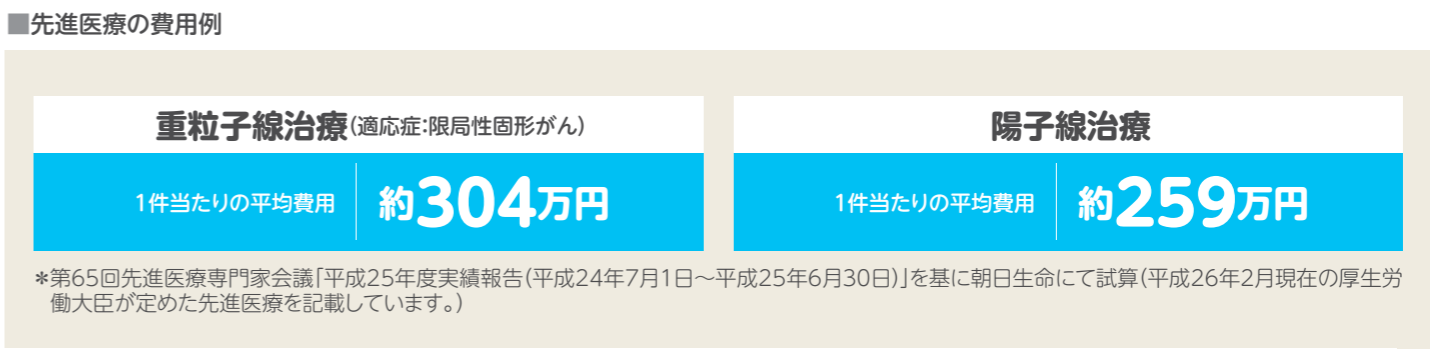 ■先進医療の費用例
重粒子線治療(適応症:限局性固形がん)
1件当たりの平均費用 約304万円
陽子線治療
1件当たりの平均費用 約259万円
*第65回先進医療専門家会議「平成25年度実績報告(平成24年7月1日〜平成25年6月30日)」を基に朝日生命にて試算(平成26年2月現在の厚生労
働大臣が定めた先進医療を記載しています。)